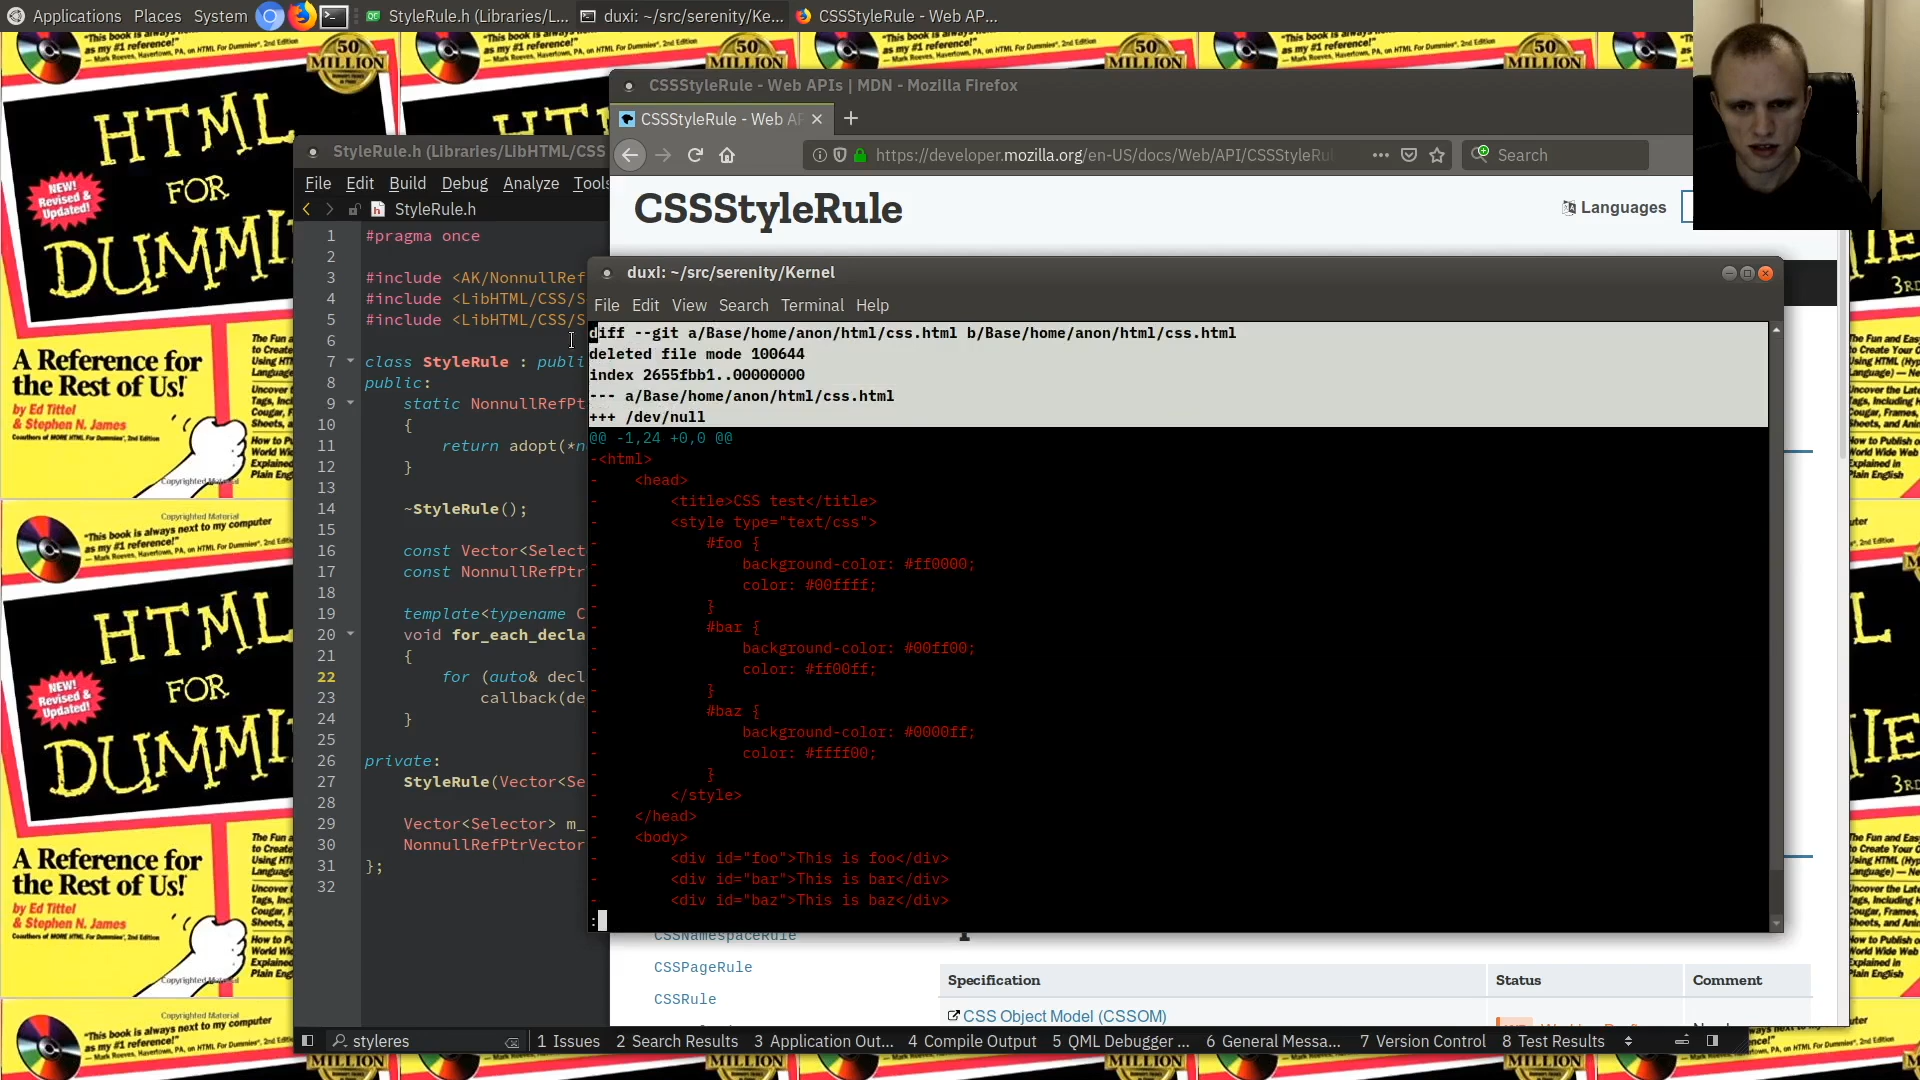 Applications Places System
StyleRule.h (Libraries/L...
duxi: ~/src/serenity/Ke...
CSSStyleRule - Web AP...
CSSStyleRule - Web APIs | MDN - Mozilla Firefox
CSSStyleRule - Web AP
https://developer.mozilla.org/en-US/docs/Web/API/CSSStyleRu
Search
CSSStyleRule
Languages
StyleRule.h (Libraries/LibHTML/CSS
File Edit Build Debug Analyze Tools
StyleRule.h
1 #pragma once
2
3 #include <AK/NonnullRef
4 #include <LibHTML/CSS/S
5 #include <LibHTML/CSS/S
6
7 class StyleRule : publi
8 public:
9 static NonnullRefPt
10 {
11 return adopt(*n
12 }
13
14 ~StyleRule();
15
16 const Vector<Select
17 const NonnullRefPtr
18
19 template<typename C
20 void for_each_decla
21 {
22 for (auto& decl
23 callback(de
24 }
25
26 private:
27 StyleRule(Vector<Se
28
29 Vector<Selector> m_
30 NonnullRefPtrVector
31 };
32
duxi: ~/src/serenity/Kernel
File Edit View Search Terminal Help
diff --git a/Base/home/anon/html/css.html b/Base/home/anon/html/css.html
deleted file mode 100644
index 2655fbb1..00000000
--- a/Base/home/anon/html/css.html
+++ /dev/null
@@ -1,24 +0,0 @@
-<html>
- <head>
- <title>CSS test</title>
- <style type="text/css">
- #foo {
- background-color: #ff0000;
- color: #00ffff;
- }
- #bar {
- background-color: #00ff00;
- color: #ff00ff;
- }
- #baz {
- background-color: #0000ff;
- color: #ffff00;
- }
- </style>
- </head>
- <body>
- <div id="foo">This is foo</div>
- <div id="bar">This is bar</div>
- <div id="baz">This is baz</div>
:
CSSNamespaceRule
CSSPageRule
CSSRule
Specification Status Comment
CSS Object Model (CSSOM)
styleres
1 Issues 2 Search Results 3 Application Out... 4 Compile Output 5 QML Debugger ... 6 General Messa... 7 Version Control 8 Test Results
"This book is always next to my computer
as my #1 reference!"
— Mark Reeves, Havertown, PA, on HTML For Dummies®, 2nd Edition
50
MILLION
HTML
FOR
DUMMIES
NEW!
Revised &
Updated!
A Reference
for the
Rest of Us!
by Ed Tittel
& Stephen N. James
Copyrighted Material